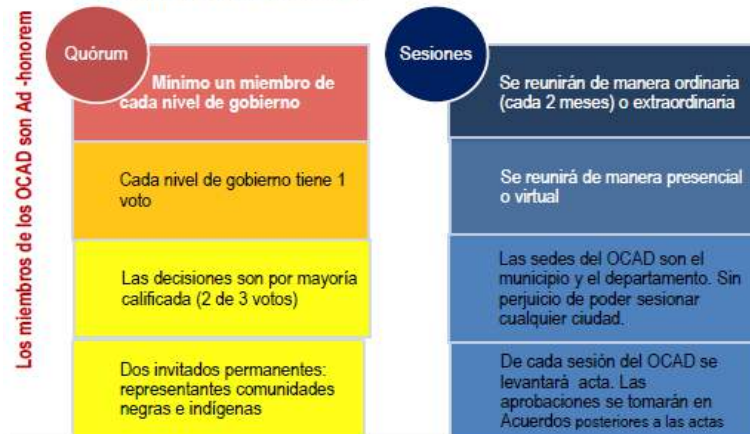 Los miembros de los OCAD son Ad -honorem
Quórum
Mínimo un miembro de
cada nivel de gobierno
Cada nivel de gobierno tiene 1
voto
Las decisiones son por mayoría
calificada (2 de 3 votos)
Dos invitados permanentes:
representantes comunidades
negras e indígenas
Sesiones
Se reunirán de manera ordinaria
(cada 2 meses) o extraordinaria
Se reunirá de manera presencial
o virtual
Las sedes del OCAD son el
municipio y el departamento. Sin
perjuicio de poder sesionar
cualquier ciudad.
De cada sesión del OCAD se
levantará acta. Las
aprobaciones se tomarán en
Acuerdos posteriores a las actas